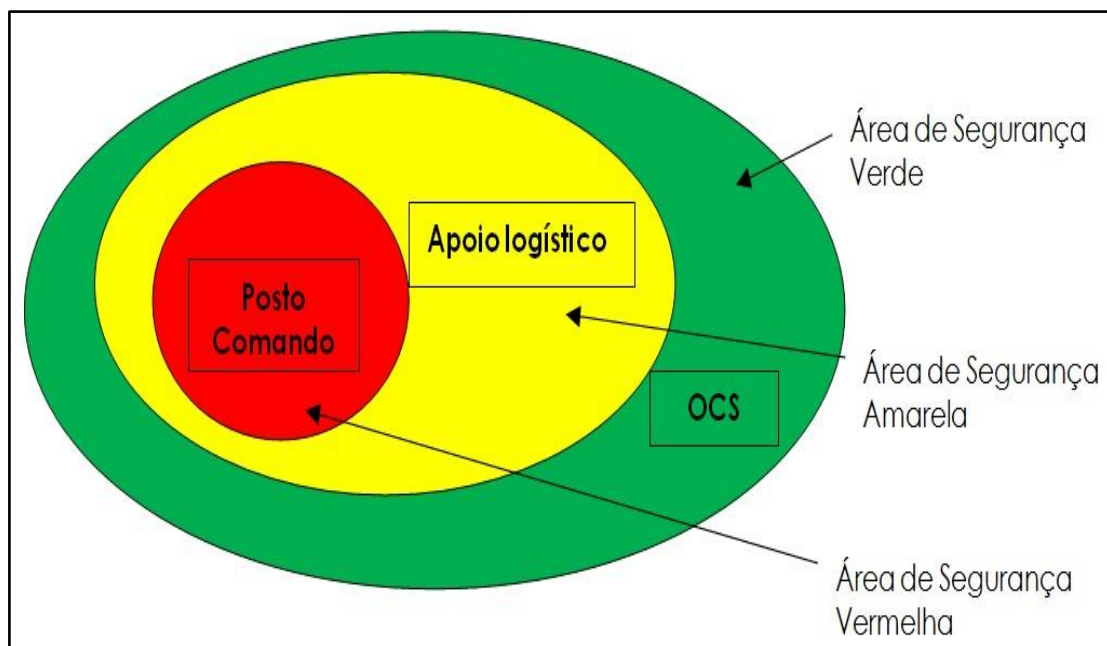 Área de Segurança
Verde
Apoio logístico
Posto
Comando
Área de Segurança
Amarela
OCS
Área de Segurança
Vermelha